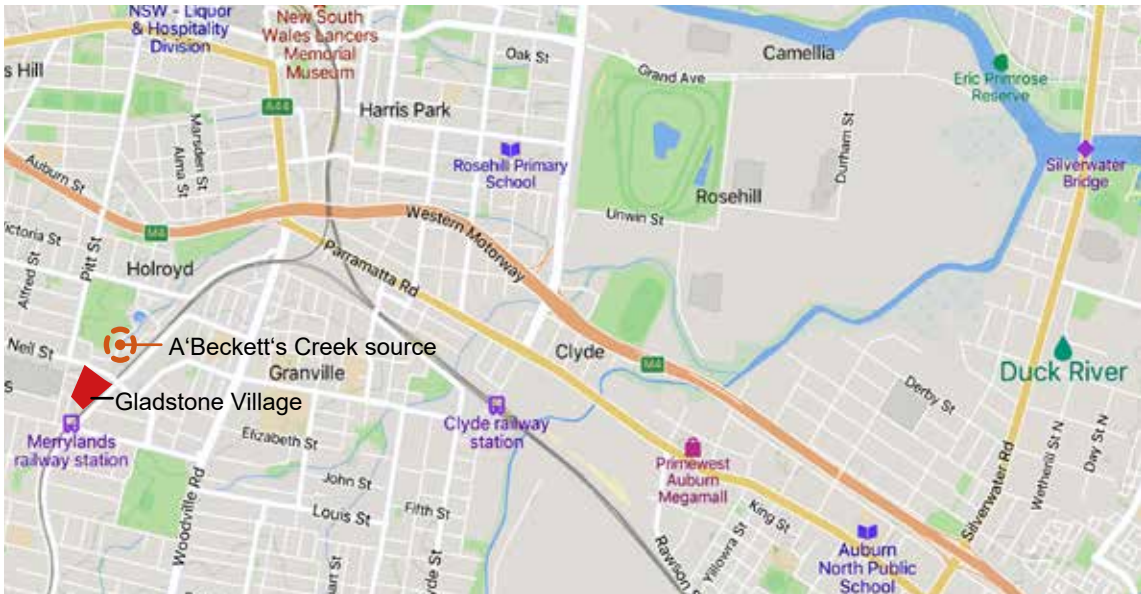 NSW - Liquor
& Hospitality
Division
New South
Wales Lancers
Memorial
Museum
Oak St
Camellia
Grand Ave
Eric Primrose
Reserve
s Hill
A44
Harris Park
Marsden St
Alma St
Durham St
Rosehill Primary
School
Silverwater
Bridge
Auburn St
Rosehill
Unwin St
Western Motorway
ictoria St
M4
Pitt St
Holroyd
Alfred St
Parramatta Rd
Neil St
A'Beckett's Creek source
Clyde
M4
Granville
Duck River
s
Gladstone Village
Derby St
Merrylands
railway station
Clyde railway
station
Elizabeth St
Primewest
Auburn
Megamall
Silverwater Rd
Wetherill St N
Day St N
John St
Woodville Rd
Louis St
Fifth St
King St
Auburn
North Public
School
Rawson S
Yillowra St
art St
yde St